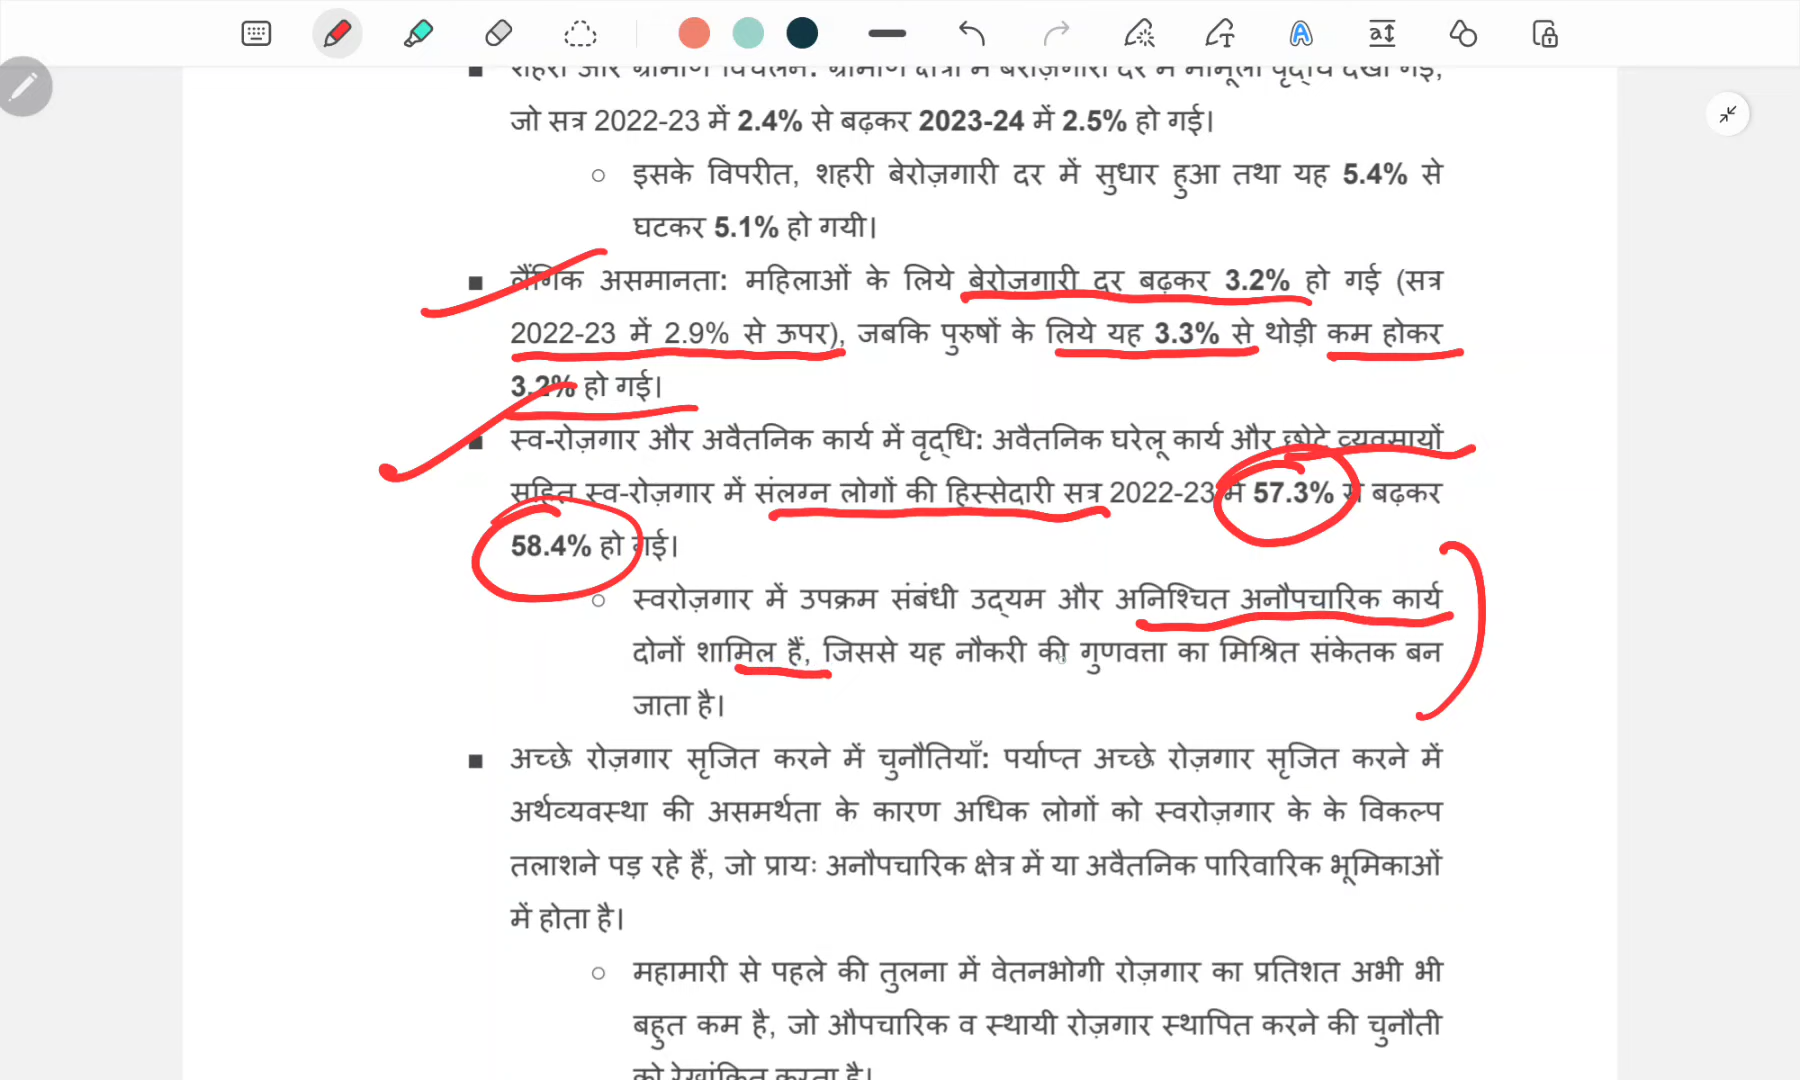 शहरी और ग्रामीण विचलन: ग्रामीण क्षेत्रों में बेरोज़गारी दर में मामूली वृद्धि देखी गई,
जो सत्र 2022-23 में 2.4% से बढ़कर 2023-24 में 2.5% हो गई।
इसके विपरीत, शहरी बेरोज़गारी दर में सुधार हुआ तथा यह 5.4% से
घटकर 5.1% हो गयी।
लैंगिक असमानता: महिलाओं के लिये बेरोजगारी दर बढ़कर 3.2% हो गई (सत्र
2022-23 में 2.9% से ऊपर), जबकि पुरुषों के लिये यह 3.3% से थोड़ी कम होकर
3.2% हो गई।
स्व-रोज़गार और अवैतनिक कार्य में वृद्धि: अवैतनिक घरेलू कार्य और छोटे व्यवसायों
सहित स्व-रोज़गार में संलग्न लोगों की हिस्सेदारी सत्र 2022-23 में 57.3% से बढ़कर
58.4% हो गई।
स्वरोज़गार में उपक्रम संबंधी उद्यम और अनिश्चित अनौपचारिक कार्य
दोनों शामिल हैं, जिससे यह नौकरी की गुणवत्ता का मिश्रित संकेतक बन
जाता है।
अच्छे रोज़गार सृजित करने में चुनौतियाँ: पर्याप्त अच्छे रोज़गार सृजित करने में
अर्थव्यवस्था की असमर्थता के कारण अधिक लोगों को स्वरोज़गार के के विकल्प
तलाशने पड़ रहे हैं, जो प्रायः अनौपचारिक क्षेत्र में या अवैतनिक पारिवारिक भूमिकाओं
में होता है।
महामारी से पहले की तुलना में वेतनभोगी रोज़गार का प्रतिशत अभी भी
बहुत कम है, जो औपचारिक व स्थायी रोज़गार स्थापित करने की चुनौती
को रेखांकित करता है।